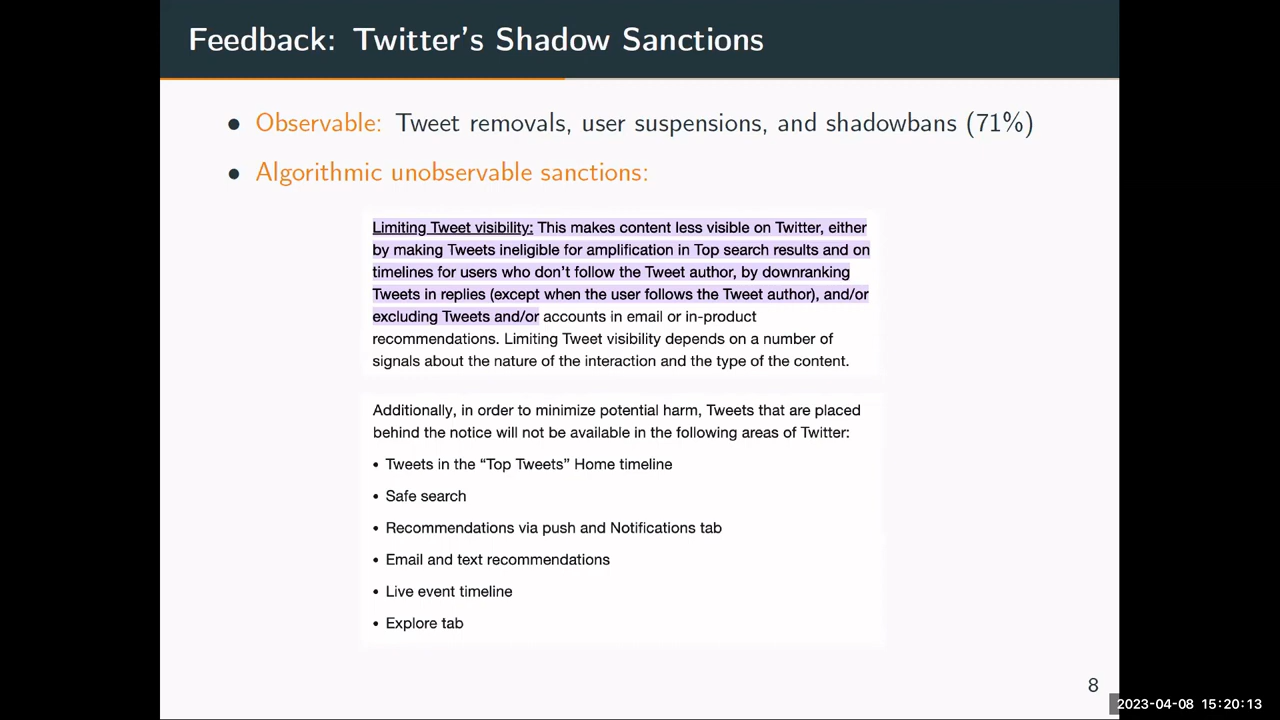 Feedback: Twitter's Shadow Sanctions
• Observable: Tweet removals, user suspensions, and shadowbans (71%)
• Algorithmic unobservable sanctions:
Limiting Tweet visibility: This makes content less visible on Twitter, either
by making Tweets ineligible for amplification in Top search results and on
timelines for users who don't follow the Tweet author, by downranking
Tweets in replies (except when the user follows the Tweet author), and/or
excluding Tweets and/or accounts in email or in-product
recommendations. Limiting Tweet visibility depends on a number of
signals about the nature of the interaction and the type of the content.
Additionally, in order to minimize potential harm, Tweets that are placed
behind the notice will not be available in the following areas of Twitter:
• Tweets in the “Top Tweets” Home timeline
• Safe search
• Recommendations via push and Notifications tab
• Email and text recommendations
• Live event timeline
• Explore tab
8
2023-04-08 15:20:13